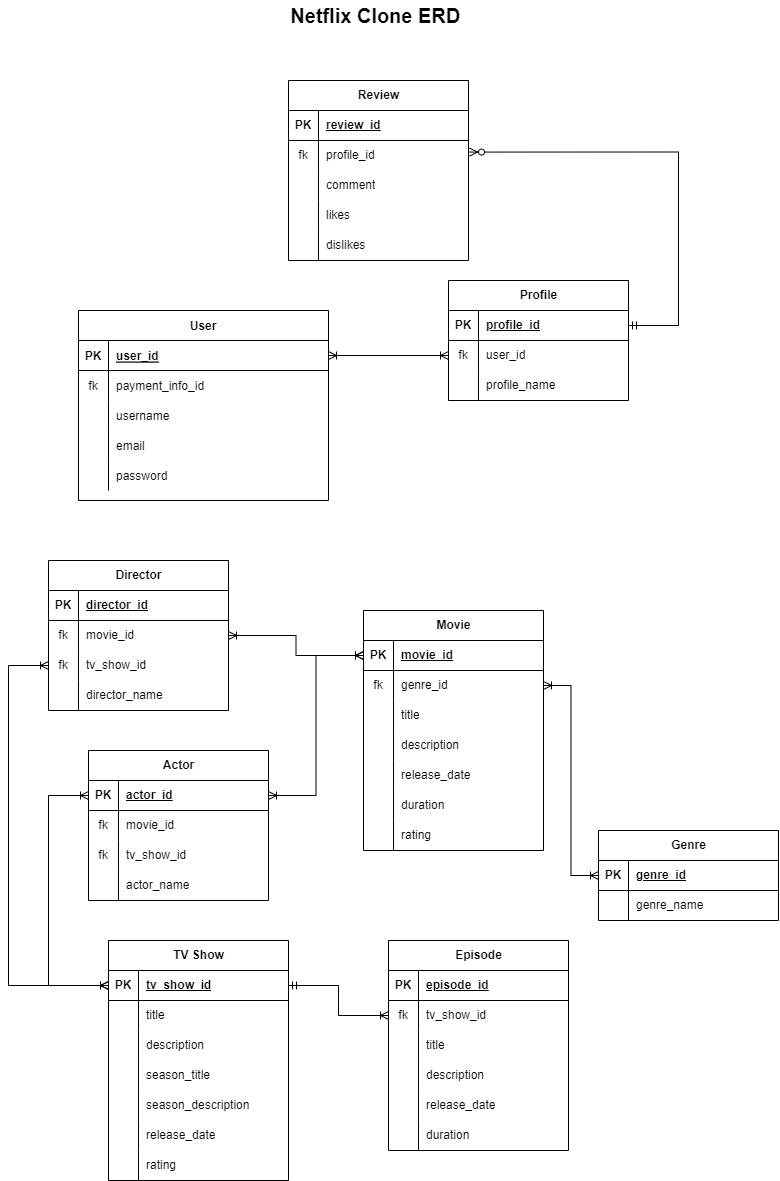 Netflix Clone ERD
Review
PK review_id
fk profile_id
comment
likes
dislikes
Profile
PK profile_id
fk user_id
profile_name
User
PK user_id
fk payment_info_id
username
email
password
Director
PK director_id
fk movie_id
fk tv_show_id
director_name
Movie
PK movie_id
fk genre_id
title
description
release_date
duration
rating
Actor
PK actor_id
fk movie_id
fk tv_show_id
actor_name
Genre
PK genre_id
genre_name
TV Show
PK tv_show_id
title
description
season_title
season_description
release_date
rating
Episode
PK episode_id
fk tv_show_id
title
description
release_date
duration